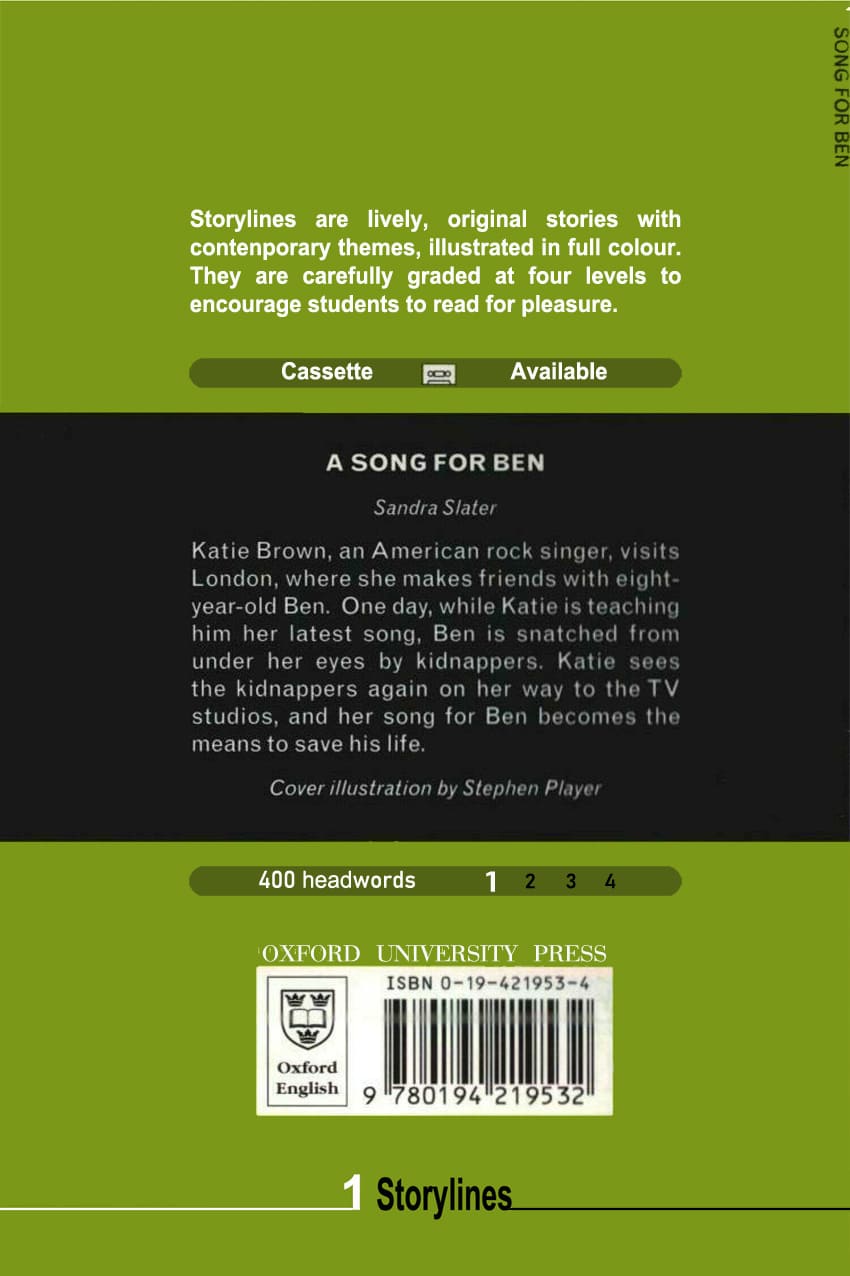 SONG FOR BEN
Storylines are lively, original stories with
contenporary themes, illustrated in full colour.
They are carefully graded at four levels to
encourage students to read for pleasure.
Cassette Available
A SONG FOR BEN
Sandra Slater
Katie Brown, an American rock singer, visits
London, where she makes friends with eight-
year-old Ben. One day, while Katie is teaching
him her latest song, Ben is snatched from
under her eyes by kidnappers. Katie sees
the kidnappers again on her way to the TV
studios, and her song for Ben becomes the
means to save his life.
Cover illustration by Stephen Player
400 headwords 1 2 3 4
OXFORD UNIVERSITY PRESS
ISBN 0-19-421953-4
Oxford
English
9 780194 219532
1 Storylines